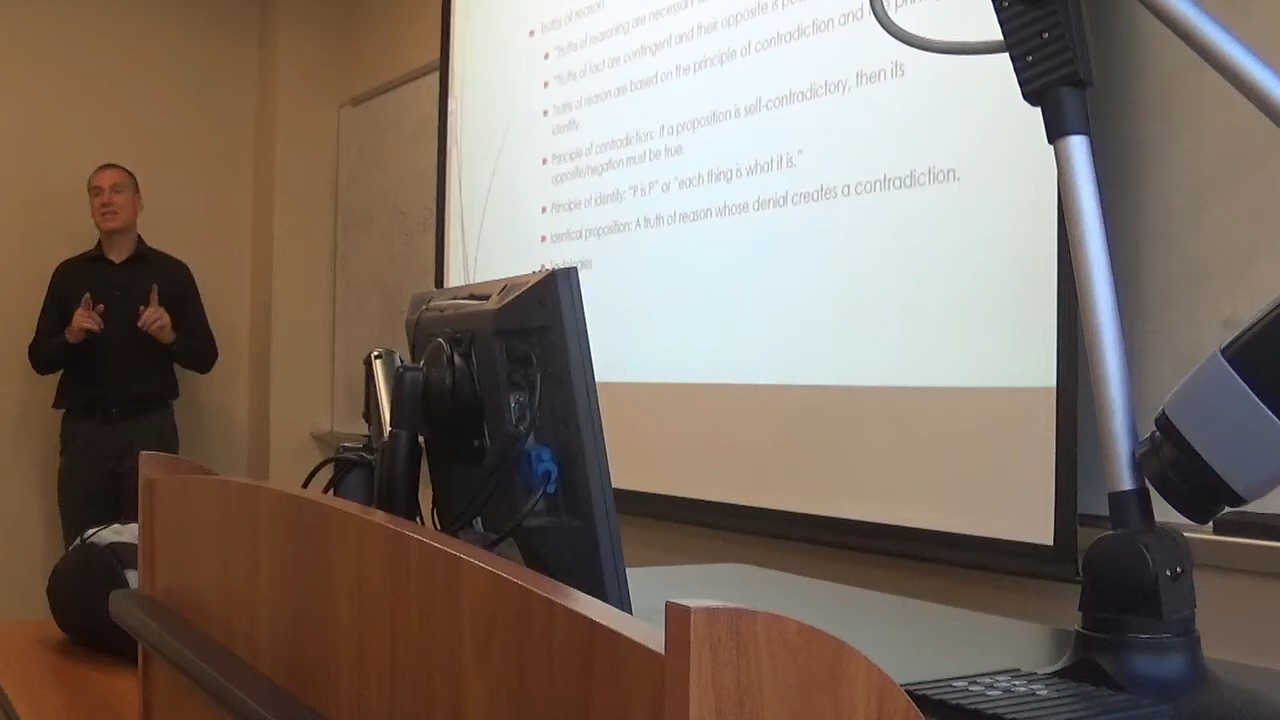 Truths of reason
"Truths of reasoning are necessary
"Truths of fact are contingent and their opposite is
Truths of reason are based on the principle of contradiction and
identity.
Principle of contradiction: If a proposition is self-contradictory, then its
opposite/negation must be true.
Principle of identity: "P is P" or "each thing is what it is."
Identical proposition: A truth of reason whose denial creates a contradiction.